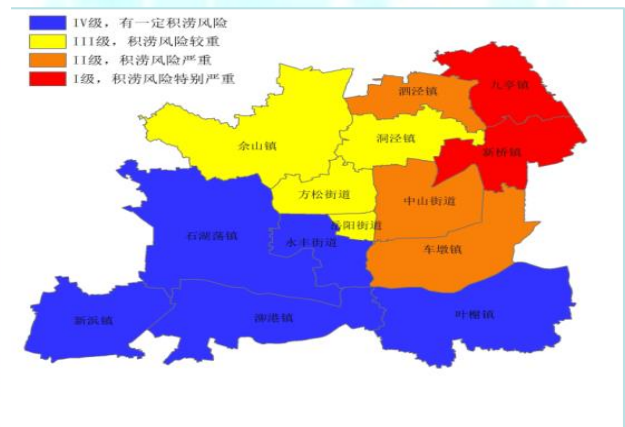 IV级，有一定积涝风险
III级，积涝风险较重
II级，积涝风险严重
I级，积涝风险特别严重
九亭镇
泗泾镇
佘山镇
洞泾镇
新桥镇
方松街道
中山街道
岳阳街道
石湖荡镇
永丰街道
车墩镇
新浜镇
泖港镇
叶榭镇